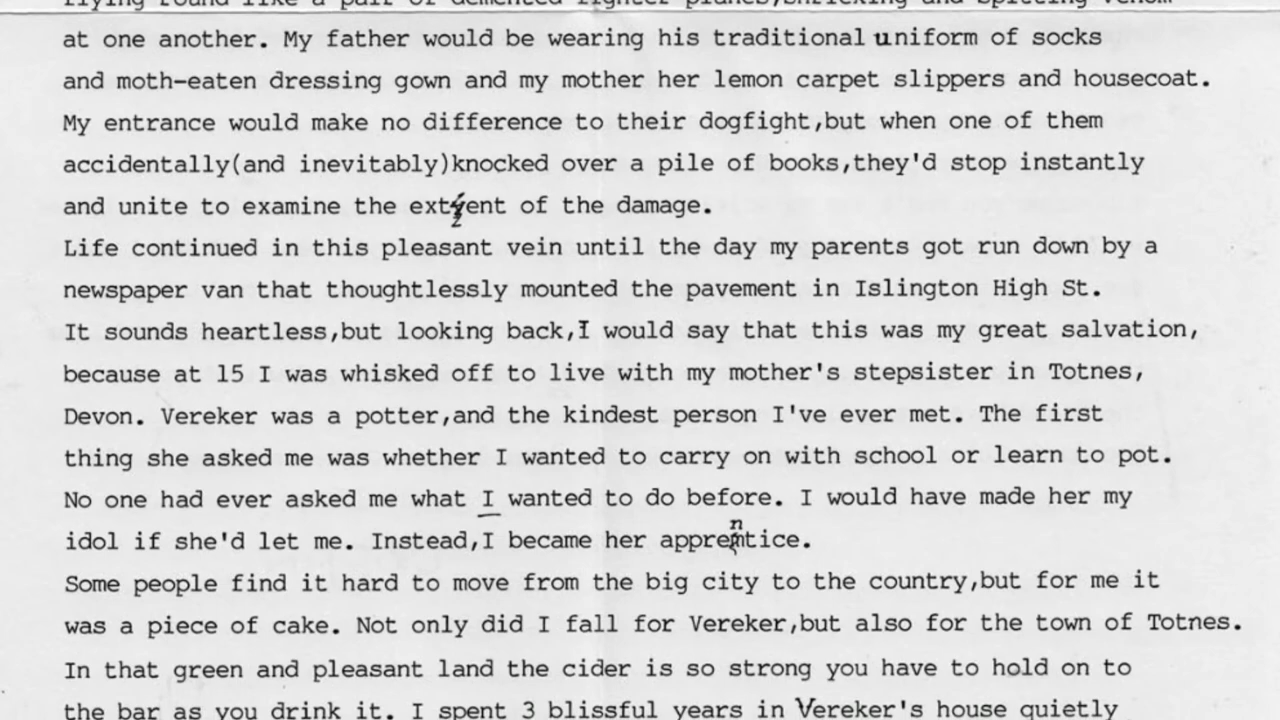 flying round like a pair of demented fighter planes,shrieking and spitting venom
at one another. My father would be wearing his traditional uniform of socks
and moth-eaten dressing gown and my mother her lemon carpet slippers and housecoat.
My entrance would make no difference to their dogfight,but when one of them
accidentally(and inevitably)knocked over a pile of books,they'd stop instantly
and unite to examine the extent of the damage.
Life continued in this pleasant vein until the day my parents got run down by a
newspaper van that thoughtlessly mounted the pavement in Islington High St.
It sounds heartless,but looking back,I would say that this was my great salvation,
because at 15 I was whisked off to live with my mother's stepsister in Totnes,
Devon. Vereker was a potter,and the kindest person I've ever met. The first
thing she asked me was whether I wanted to carry on with school or learn to pot.
No one had ever asked me what I wanted to do before. I would have made her my
idol if she'd let me. Instead,I became her apprentice.
Some people find it hard to move from the big city to the country,but for me it
was a piece of cake. Not only did I fall for Vereker,but also for the town of Totnes.
In that green and pleasant land the cider is so strong you have to hold on to
the bar as you drink it. I spent 3 blissful years in Vereker's house quietly